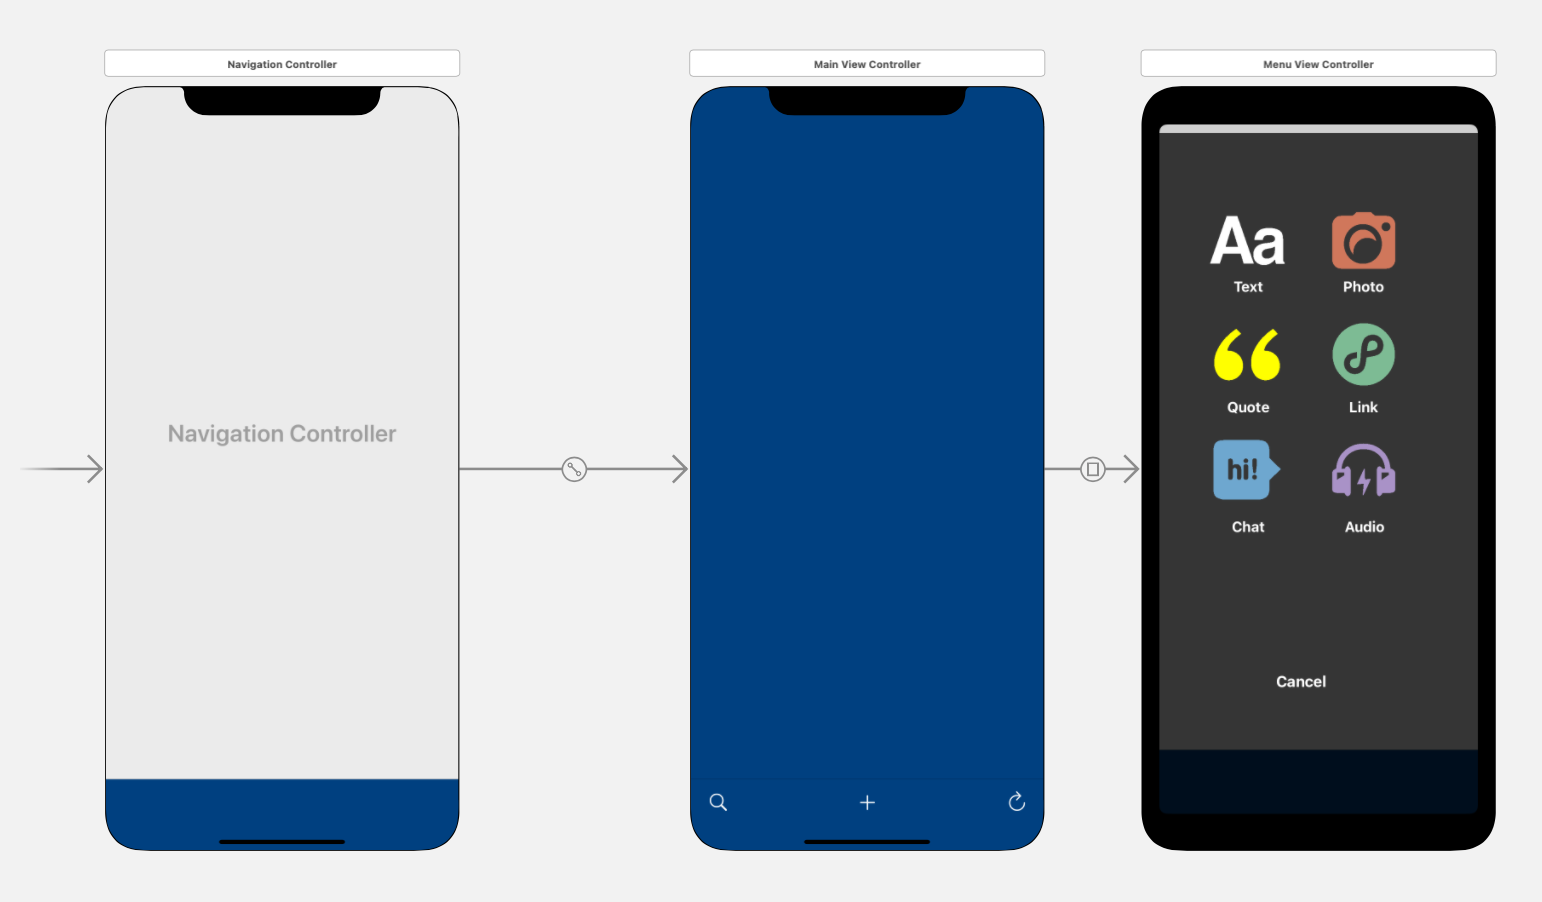 Navigation Controller
Main View Controller
Menu View Controller
Navigation Controller
Aa
Text
Photo
Quote
Link
hi!
Chat
Audio
Cancel